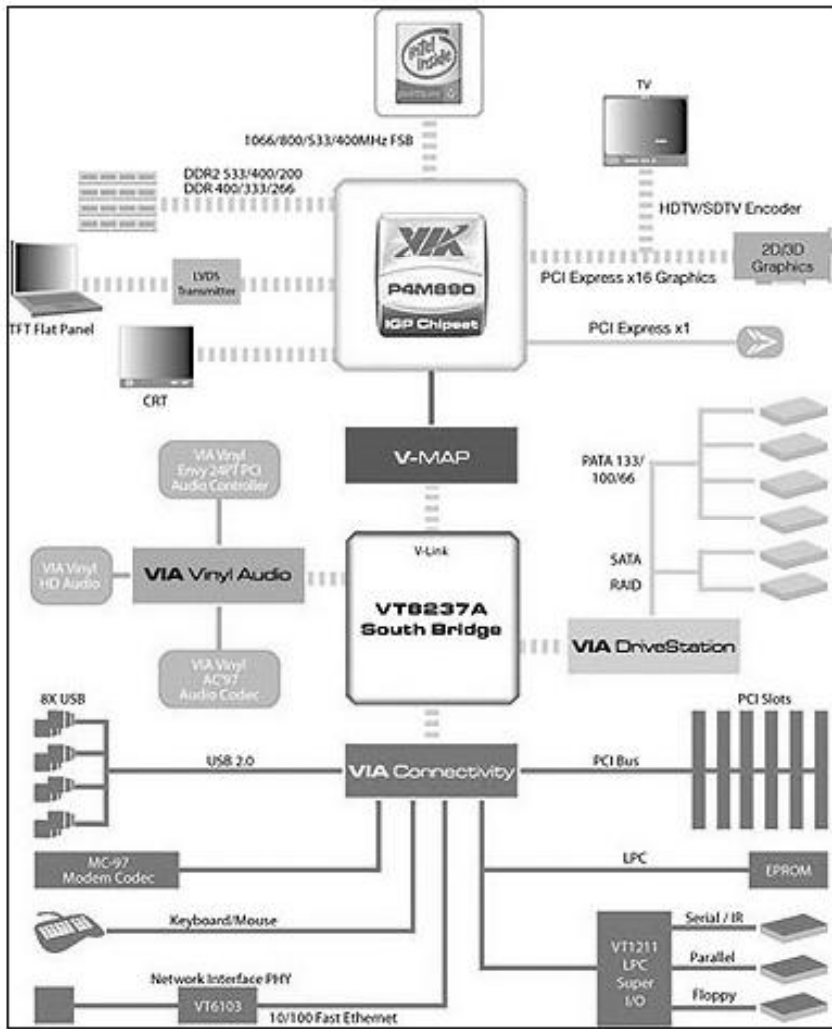 intel
inside
1066/800/533/400MHz FSB
TV
DDR2 533/400/200
DDR 400/333/266
HDTV/SDTV Encoder
VIA
P4M890
IGP Chipset
2D/3D
Graphics
PCI Express x16 Graphics
LVDS
Transmitter
TFT Flat Panel
PCI Express x1
CRT
V-MAP
VIA Vinyl
Envy 24PT PCI
Audio Controller
PATA 133/
100/66
V-Link
VIA Vinyl
HD Audio
VIA Vinyl Audio
SATA
RAID
VT8237A
South Bridge
VIA DriveStation
VIA Vinyl
AC'97
Audio Codec
8X USB
PCI Slots
USB 2.0
VIA Connectivity
PCI Bus
MC-97
Modem Codec
LPC
EPROM
Keyboard/Mouse
Serial / IR
VT1211
LPC
Super
I/O
Parallel
Floppy
Network Interface PHY
VT6103
10/100 Fast Ethernet